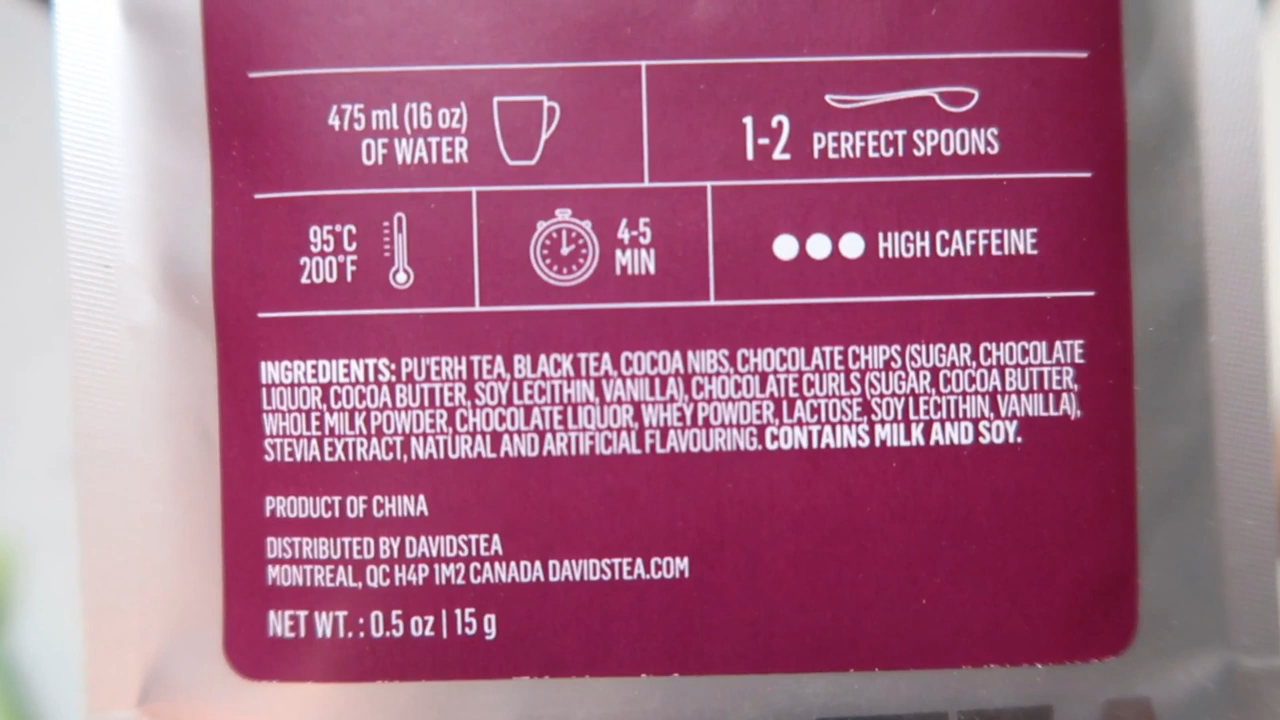 475 ml (16 oz)
OF WATER
1-2 PERFECT SPOONS
95°C
200°F
4-5
MIN
HIGH CAFFEINE
INGREDIENTS: PU'ERH TEA, BLACK TEA, COCOA NIBS, CHOCOLATE CHIPS (SUGAR, CHOCOLATE
LIQUOR, COCOA BUTTER, SOY LECITHIN, VANILLA), CHOCOLATE CURLS (SUGAR, COCOA BUTTER,
WHOLE MILK POWDER, CHOCOLATE LIQUOR, WHEY POWDER, LACTOSE, SOY LECITHIN, VANILLA),
STEVIA EXTRACT, NATURAL AND ARTIFICIAL FLAVOURING. CONTAINS MILK AND SOY.
PRODUCT OF CHINA
DISTRIBUTED BY DAVIDSTEA
MONTREAL, QC H4P 1M2 CANADA DAVIDSTEA.COM
NET WT. : 0.5 oz | 15 g